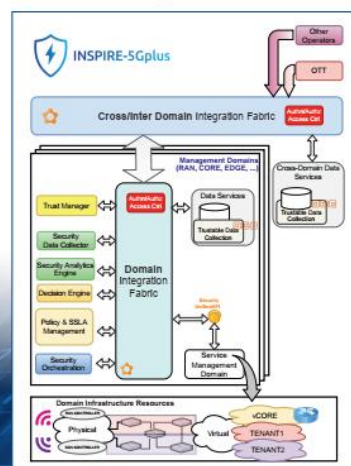 INSPIRE-5Gplus
Other
Operators
OTT
Cross/Inter Domain Integration Fabric
Authn/Authz
Access Ctrl
Management Domains
(RAN, CORE, EDGE, ...)
Cross-Domain Data
Services
Trustable Data
Collection
Trust Manager
Authn/Authz
Access Ctrl
Data Services
Trustable Data
Collection
Security
Data Collector
Security Analytics
Engine
Domain
Integration
Fabric
Decision Engine
Policy & SSLA
Management
Security
Service
Management
Domain
Security
Orchestration
Domain Infrastructure Resources
Physical
Virtual
vCORE
TENANT1
TENANT2